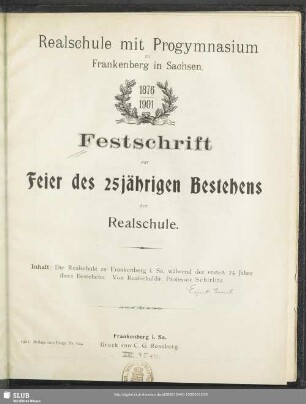 Realschule mit Progymnasium
zu
Frankenberg in Sachsen.
1876
1901
Festschrift
zur
Feier des 25jährigen Bestehens
der
Realschule.
Inhalt: Die Realschule zu Frankenberg i. Sa. während der ersten 25 Jahre
ihres Bestehens. Von Realschuldir. Professor
Frankenberg i. Sa.
Druck von C. G. Rossberg.
SLUB